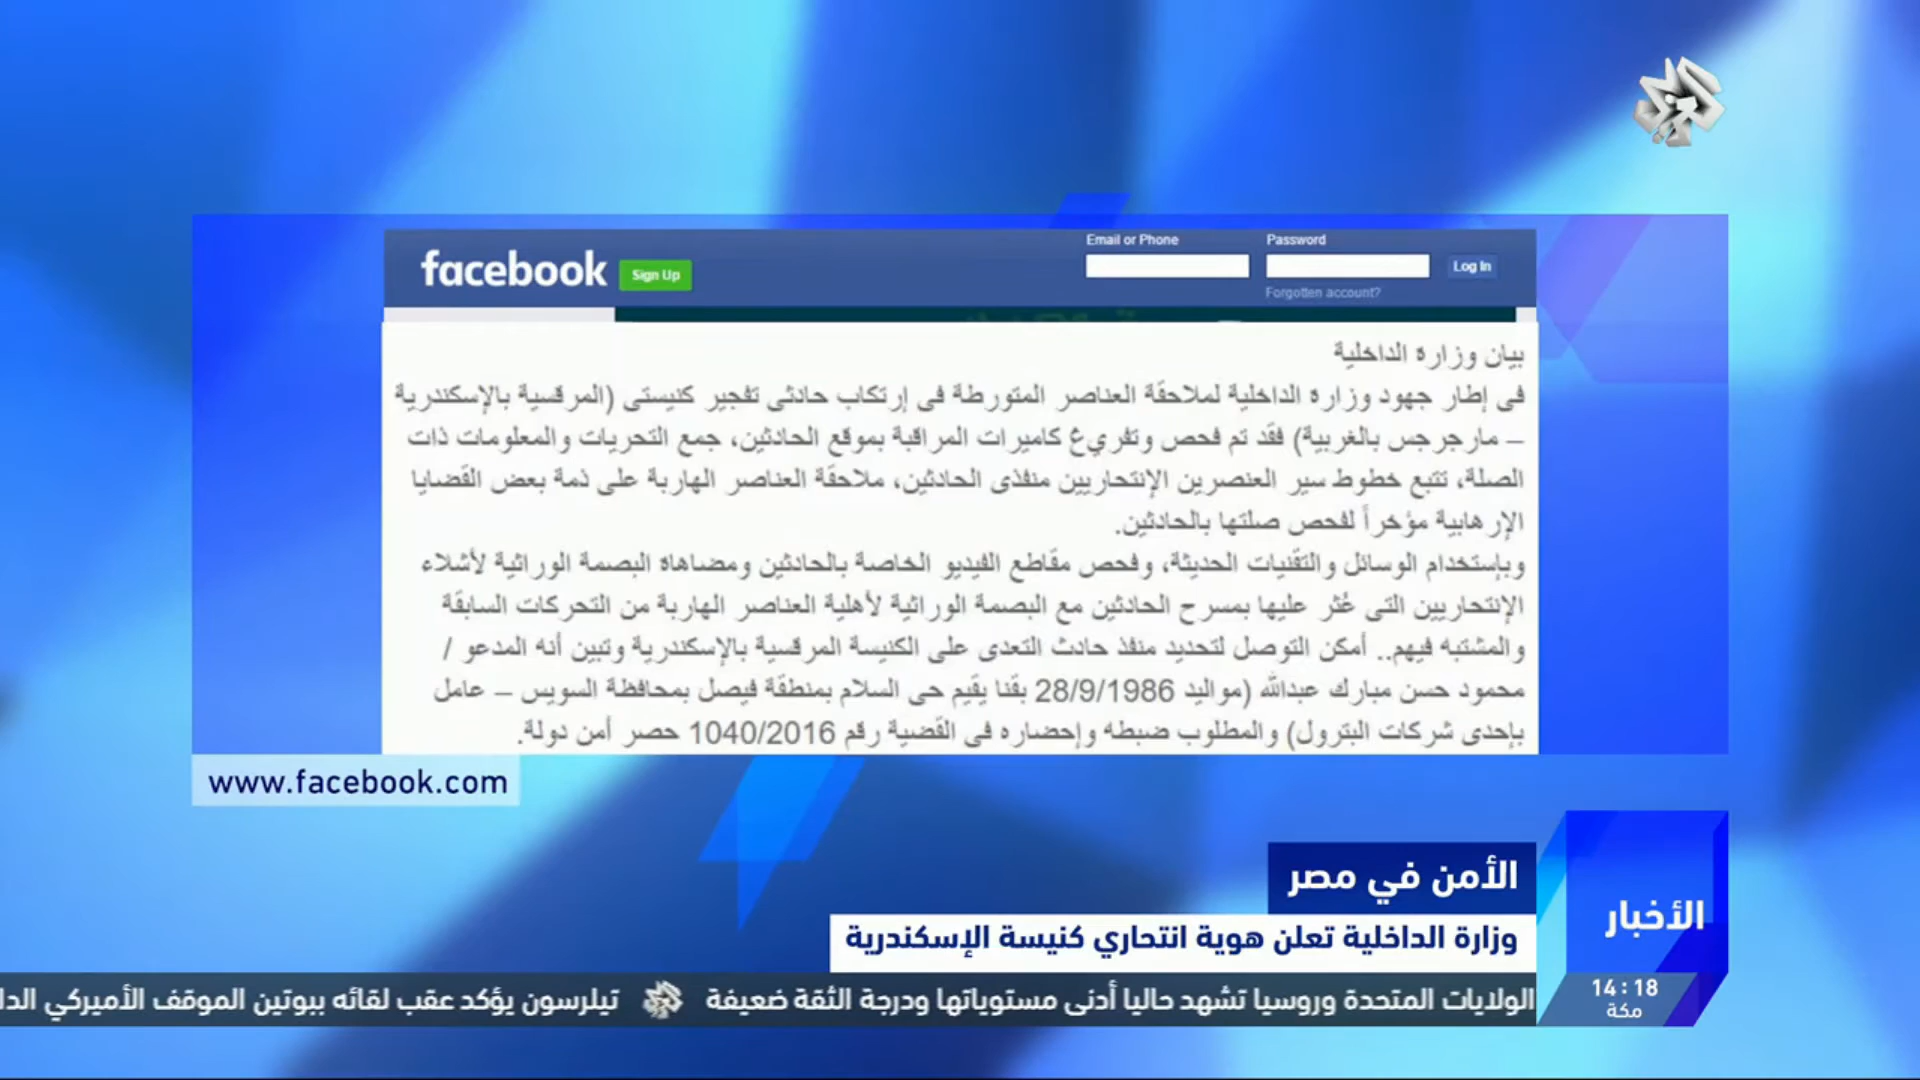 facebook
Sign Up
Email or Phone
Password
Log In
Forgotten account?
بيان وزارة الداخلية
فى إطار جهود وزارة الداخلية لملاحقة العناصر المتورطة فى إرتكاب حادثى تفجير كنيستى (المرقسية بالإسكندرية
– مارجرجس بالغربية) فقد تم فحص وتفريغ كاميرات المراقبة بموقع الحادثين، جمع التحريات والمعلومات ذات
الصلة، تتبع خطوط سير العنصرين الإنتحاريين منفذى الحادثين، ملاحقة العناصر الهاربة على ذمة بعض القضايا
الإرهابية مؤخراً لفحص صلتها بالحادثين.
وبإستخدام الوسائل والتقنيات الحديثة، وفحص مقاطع الفيديو الخاصة بالحادثين ومضاهاة البصمة الوراثية لأشلاء
الإنتحاريين التى عُثر عليها بمسرح الحادثين مع البصمة الوراثية لأهلية العناصر الهاربة من التحركات السابقة
والمشتبه فيهم.. أمكن التوصل لتحديد منفذ حادث التعدى على الكنيسة المرقسية بالإسكندرية وتبين أنه المدعو /
محمود حسن مبارك عبدالله (مواليد 28/9/1986 بقنا يقيم حى السلام بمنطقة فيصل بمحافظة السويس – عامل
بإحدى شركات البترول) والمطلوب ضبطه وإحضاره فى القضية رقم 1040/2016 حصر أمن دولة.
www.facebook.com
الأمن في مصر
وزارة الداخلية تعلن هوية انتحاري كنيسة الإسكندرية
الأخبار
14:18
مكة
الولايات المتحدة وروسيا تشهد حاليا أدنى مستوياتها ودرجة الثقة ضعيفة تيلرسون يؤكد عقب لقائه ببوتين الموقف الأميركي